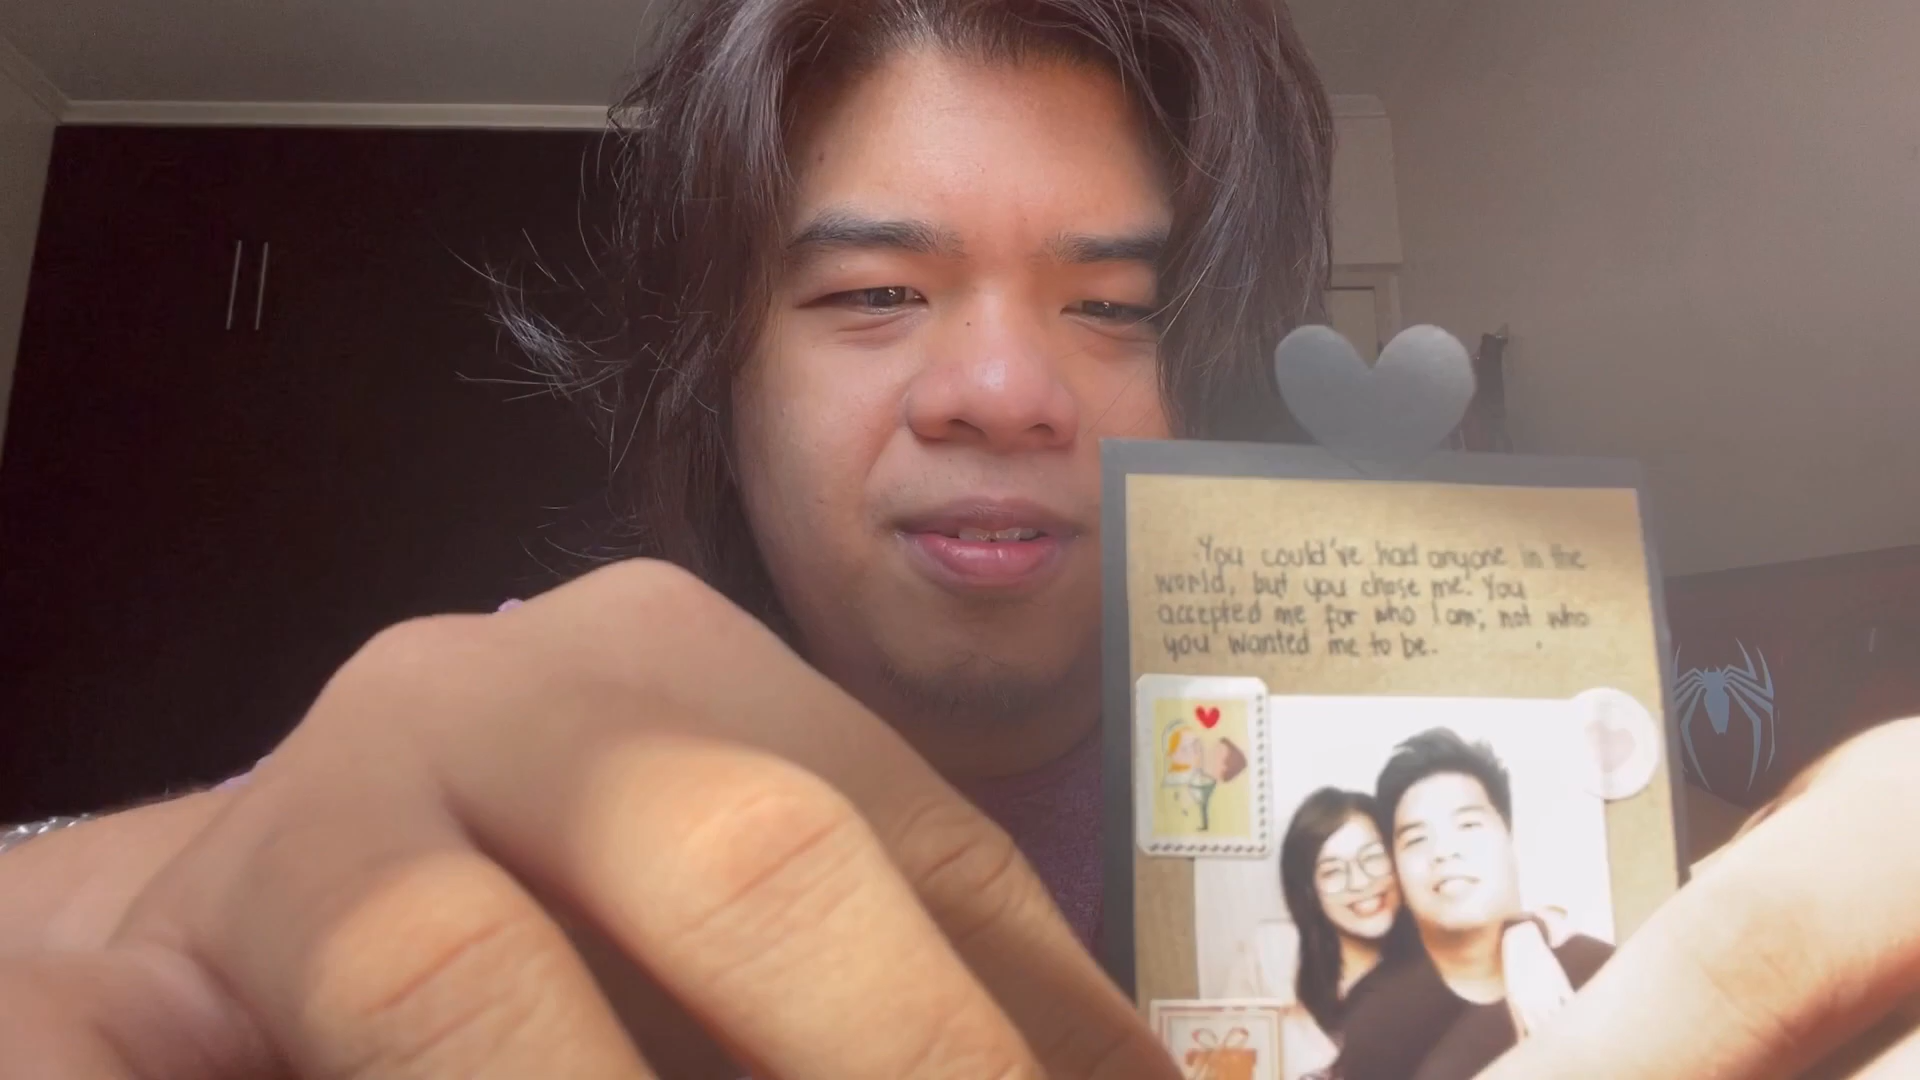 You could've had anyone in the
world, but you chose me. You
accepted me for who I am; not who
you wanted me to be.